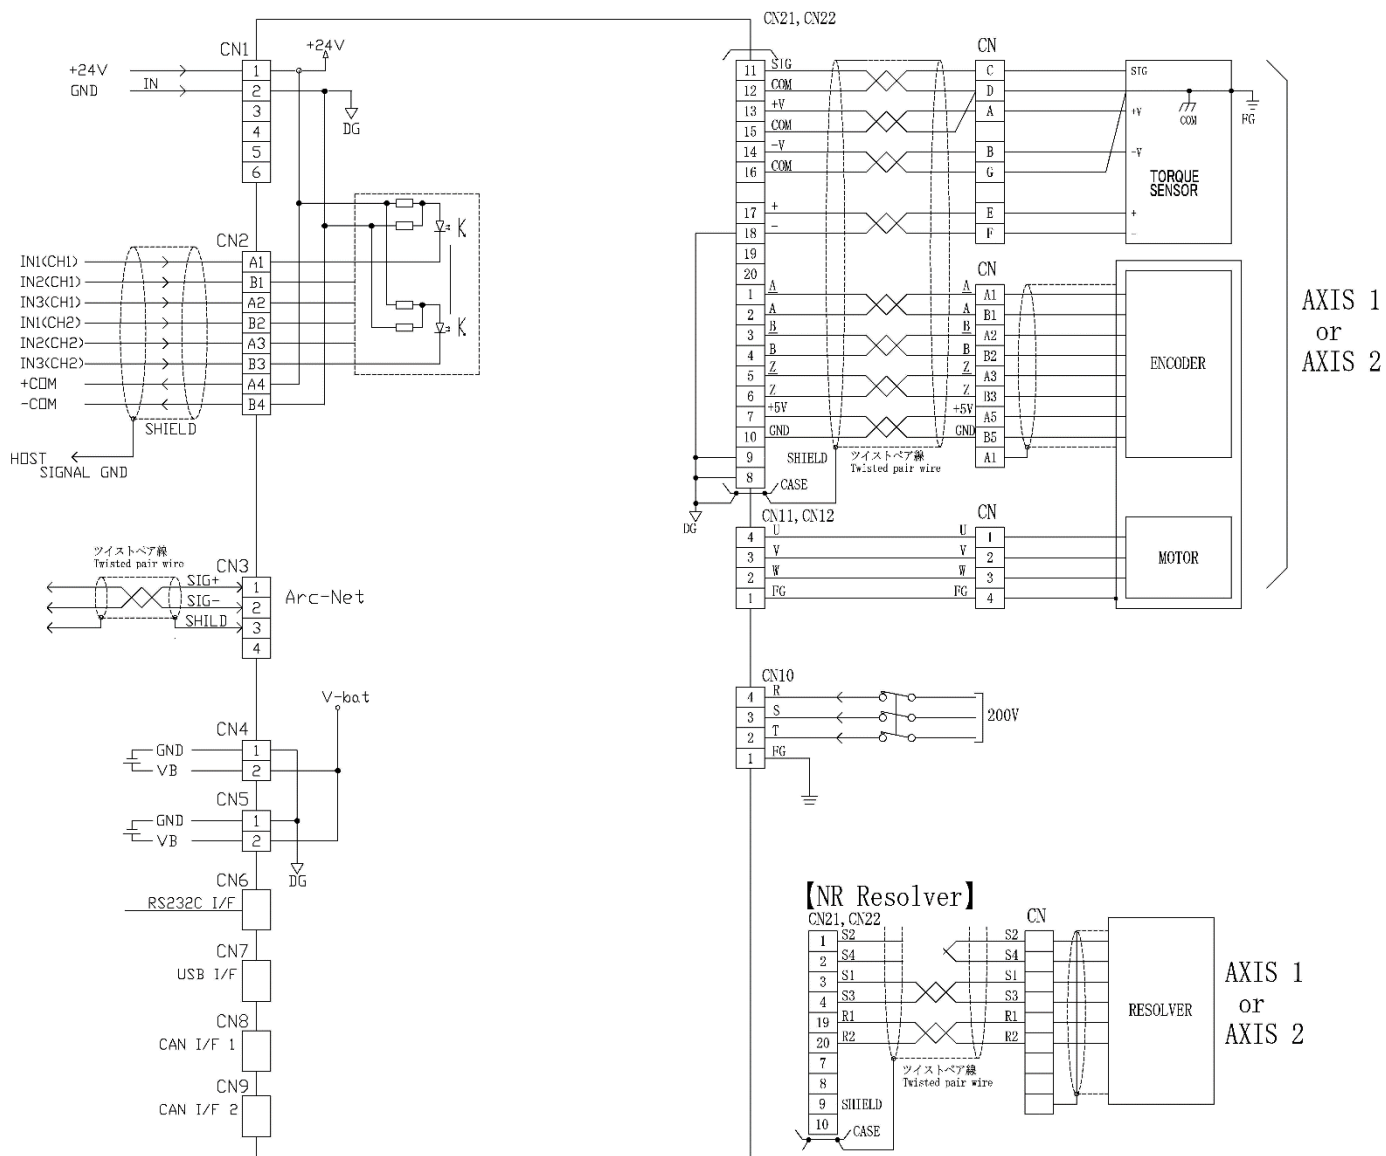 CN1
+24V
+24V
1
GND
IN
2
3
DG
4
5
6
CN2
K
IN1(CH1)
A1
IN2(CH1)
B1
IN3(CH1)
A2
IN1(CH2)
B2
K
IN2(CH2)
A3
IN3(CH2)
B3
+COM
A4
-COM
B4
SHIELD
HOST
SIGNAL GND
ツイストペア線
Twisted pair wire
CN3
SIG+
1
Arc-Net
SIG-
2
SHILD
3
4
V-bat
CN4
GND
1
VB
2
CN5
GND
1
VB
2
DG
CN6
RS232C I/F
CN7
USB I/F
CN8
CAN I/F 1
CN9
CAN I/F 2
CN21, CN22
CN
11 SIG C SIG
12 COM D
13 +V A +V COM FG
15 COM
14 -V B -V
16 COM G
TORQUE
SENSOR
17 + E +
18 - F -
19
20
CN
1 A A A1
2 A A B1
3 B B A2
4 B B B2
5 Z Z A3
6 Z Z B3
7 +5V +5V A5
10 GND GND B5
9 SHIELD A1
8
ENCODER
ツイストペア線
Twisted pair wire
CASE
DG
CN11, CN12
CN
4 U U 1
3 V V 2
2 W W 3
1 FG FG 4
MOTOR
AXIS 1
or
AXIS 2
CN10
4 R
3 S
2 T
1 FG
200V
【NR Resolver】
CN21, CN22
CN
1 S2 S2
2 S4 S4
3 S1 S1
4 S3 S3
19 R1 R1
20 R2 R2
7
8
9 SHIELD
10
ツイストペア線
Twisted pair wire
CASE
RESOLVER
AXIS 1
or
AXIS 2